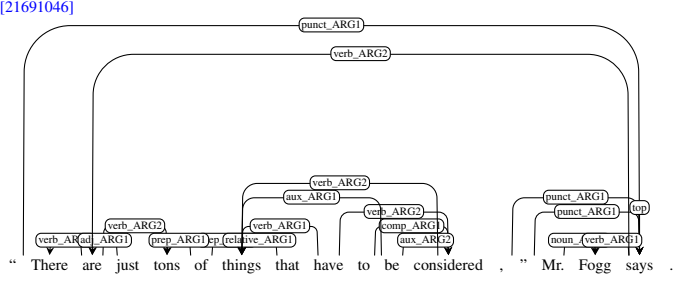 [21691046]
punct_ARG1
verb_ARG2
verb_ARG2
aux_ARG1 punct_ARG1
verb_ARG2 punct_ARG1 top
verb_ARG2 verb_ARG1 comp_ARG1
adj_ARG1 prep_ARG1 relative_ARG1 aux_ARG2 verb_ARG1
“ There are just tons of things that have to be considered , ” Mr. Fogg says .